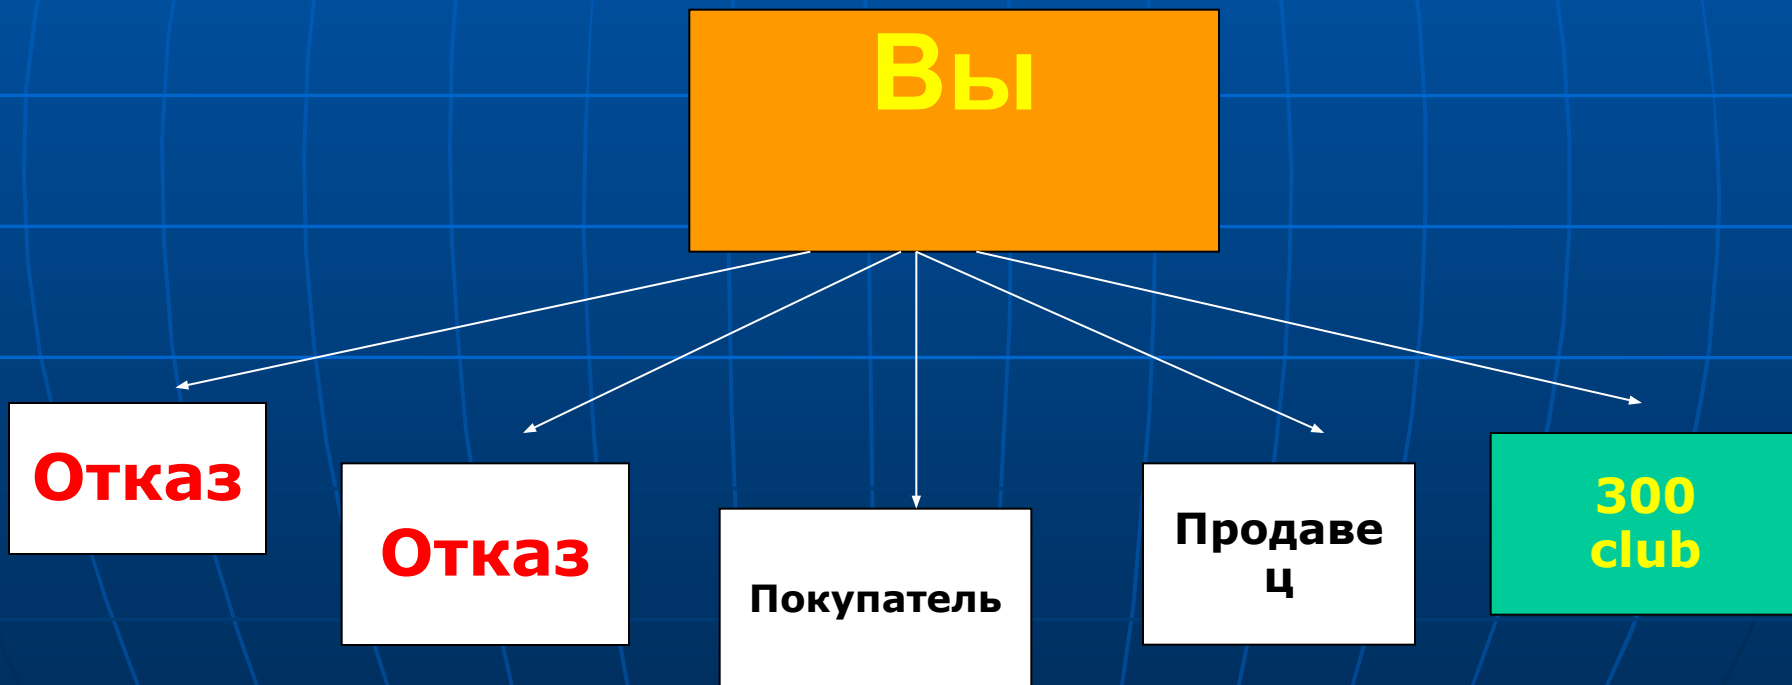 Вы
Отказ
Отказ
Покупатель
Продаве
ц
300
club